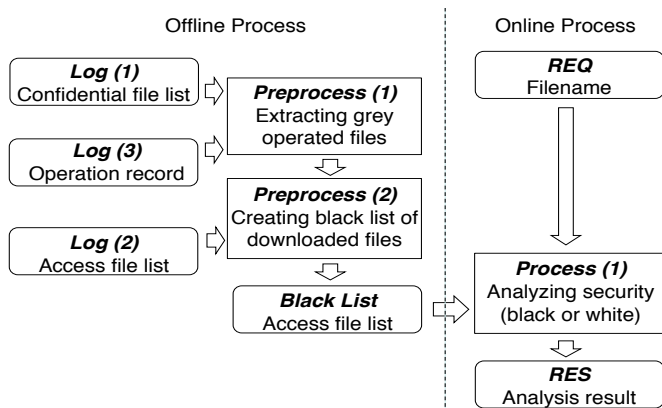 Offline Process
Online Process
Log (1)
Confidential file list
Log (3)
Operation record
Log (2)
Access file list
Preprocess (1)
Extracting grey
operated files
Preprocess (2)
Creating black list of
downloaded files
Black List
Access file list
REQ
Filename
Process (1)
Analyzing security
(black or white)
RES
Analysis result